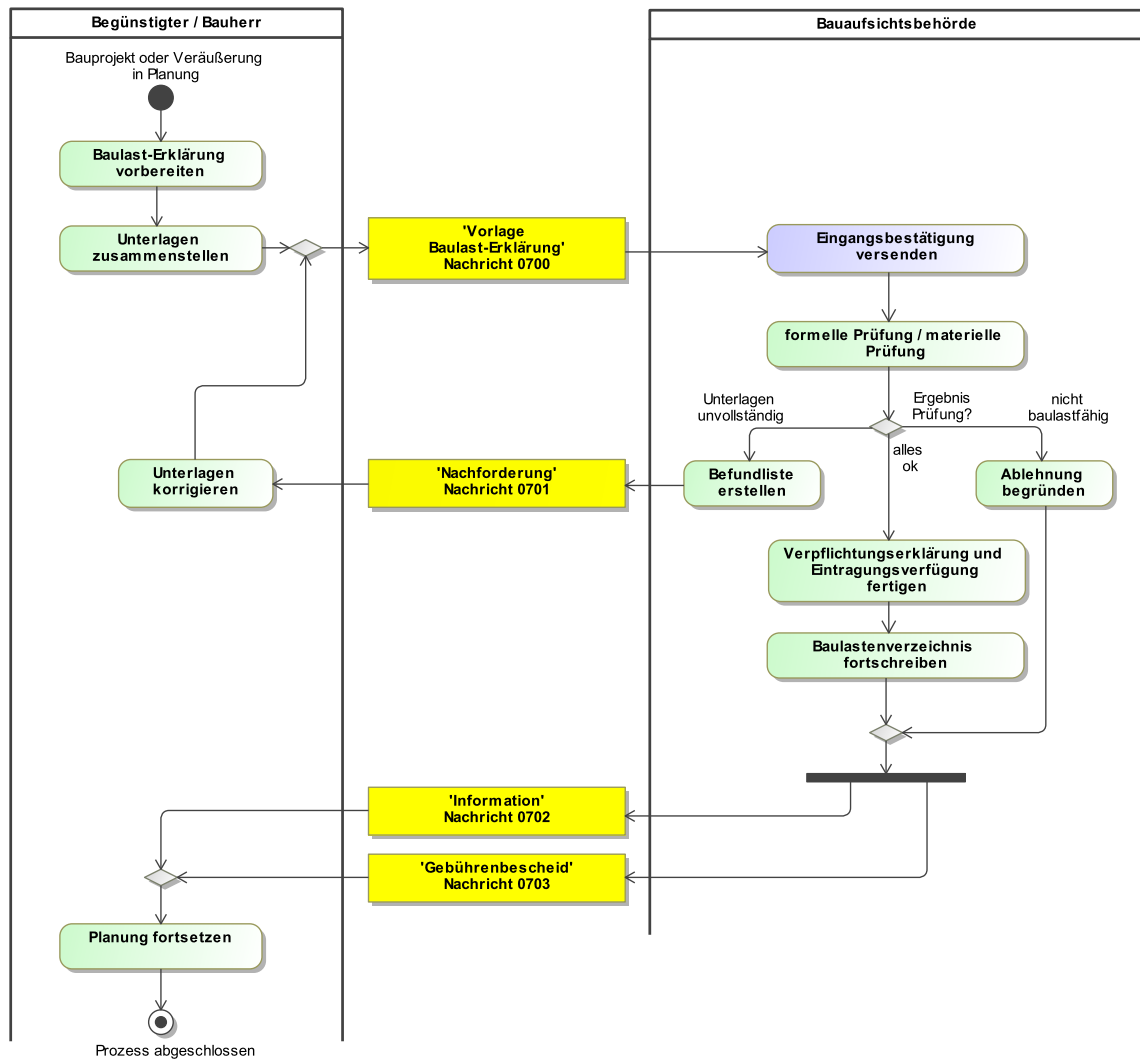 Begünstigter / Bauherr
Bauaufsichtsbehörde
Bauprojekt oder Veräußerung
in Planung
Baulast-Erklärung
vorbereiten
Unterlagen
zusammenstellen
'Vorlage
Baulast-Erklärung'
Nachricht 0700
Eingangsbestätigung
versenden
formelle Prüfung / materielle
Prüfung
Unterlagen
unvollständig
Ergebnis
Prüfung?
nicht
baulastfähig
alles
ok
Unterlagen
korrigieren
'Nachforderung'
Nachricht 0701
Befundliste
erstellen
Ablehnung
begründen
Verpflichtungserklärung und
Eintragungsverfügung
fertigen
Baulastenverzeichnis
fortschreiben
'Information'
Nachricht 0702
'Gebührenbescheid'
Nachricht 0703
Planung fortsetzen
Prozess abgeschlossen